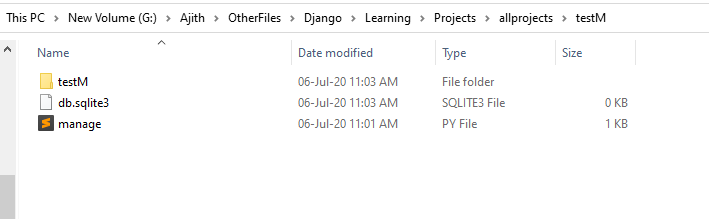 This PC > New Volume (G:) > Ajith > OtherFiles > Django > Learning > Projects > allprojects > testM
Name Date modified Type Size
testM 06-Jul-20 11:03 AM File folder
db.sqlite3 06-Jul-20 11:03 AM SQLITE3 File 0 KB
manage 06-Jul-20 11:01 AM PY File 1 KB